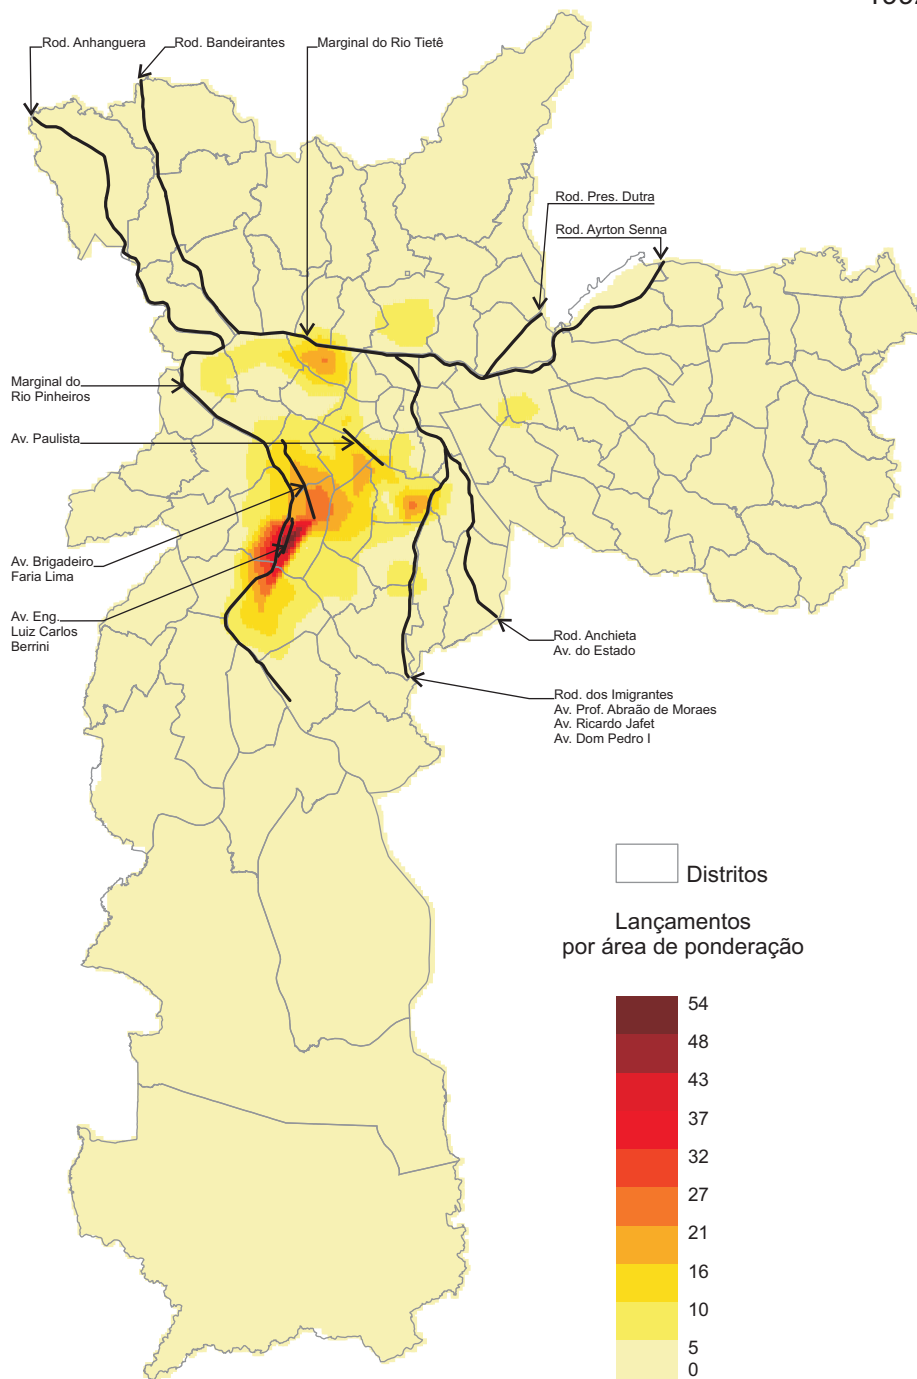 Rod. Anhanguera
Rod. Bandeirantes
Marginal do Rio Tietê
Rod. Pres. Dutra
Rod. Ayrton Senna
Marginal do
Rio Pinheiros
Av. Paulista
Av. Brigadeiro
Faria Lima
Av. Eng.
Luiz Carlos
Berrini
Rod. Anchieta
Av. do Estado
Rod. dos Imigrantes
Av. Prof. Abraão de Moraes
Av. Ricardo Jafet
Av. Dom Pedro I
Distritos
Lançamentos
por área de ponderação
54
48
43
37
32
27
21
16
10
5
0